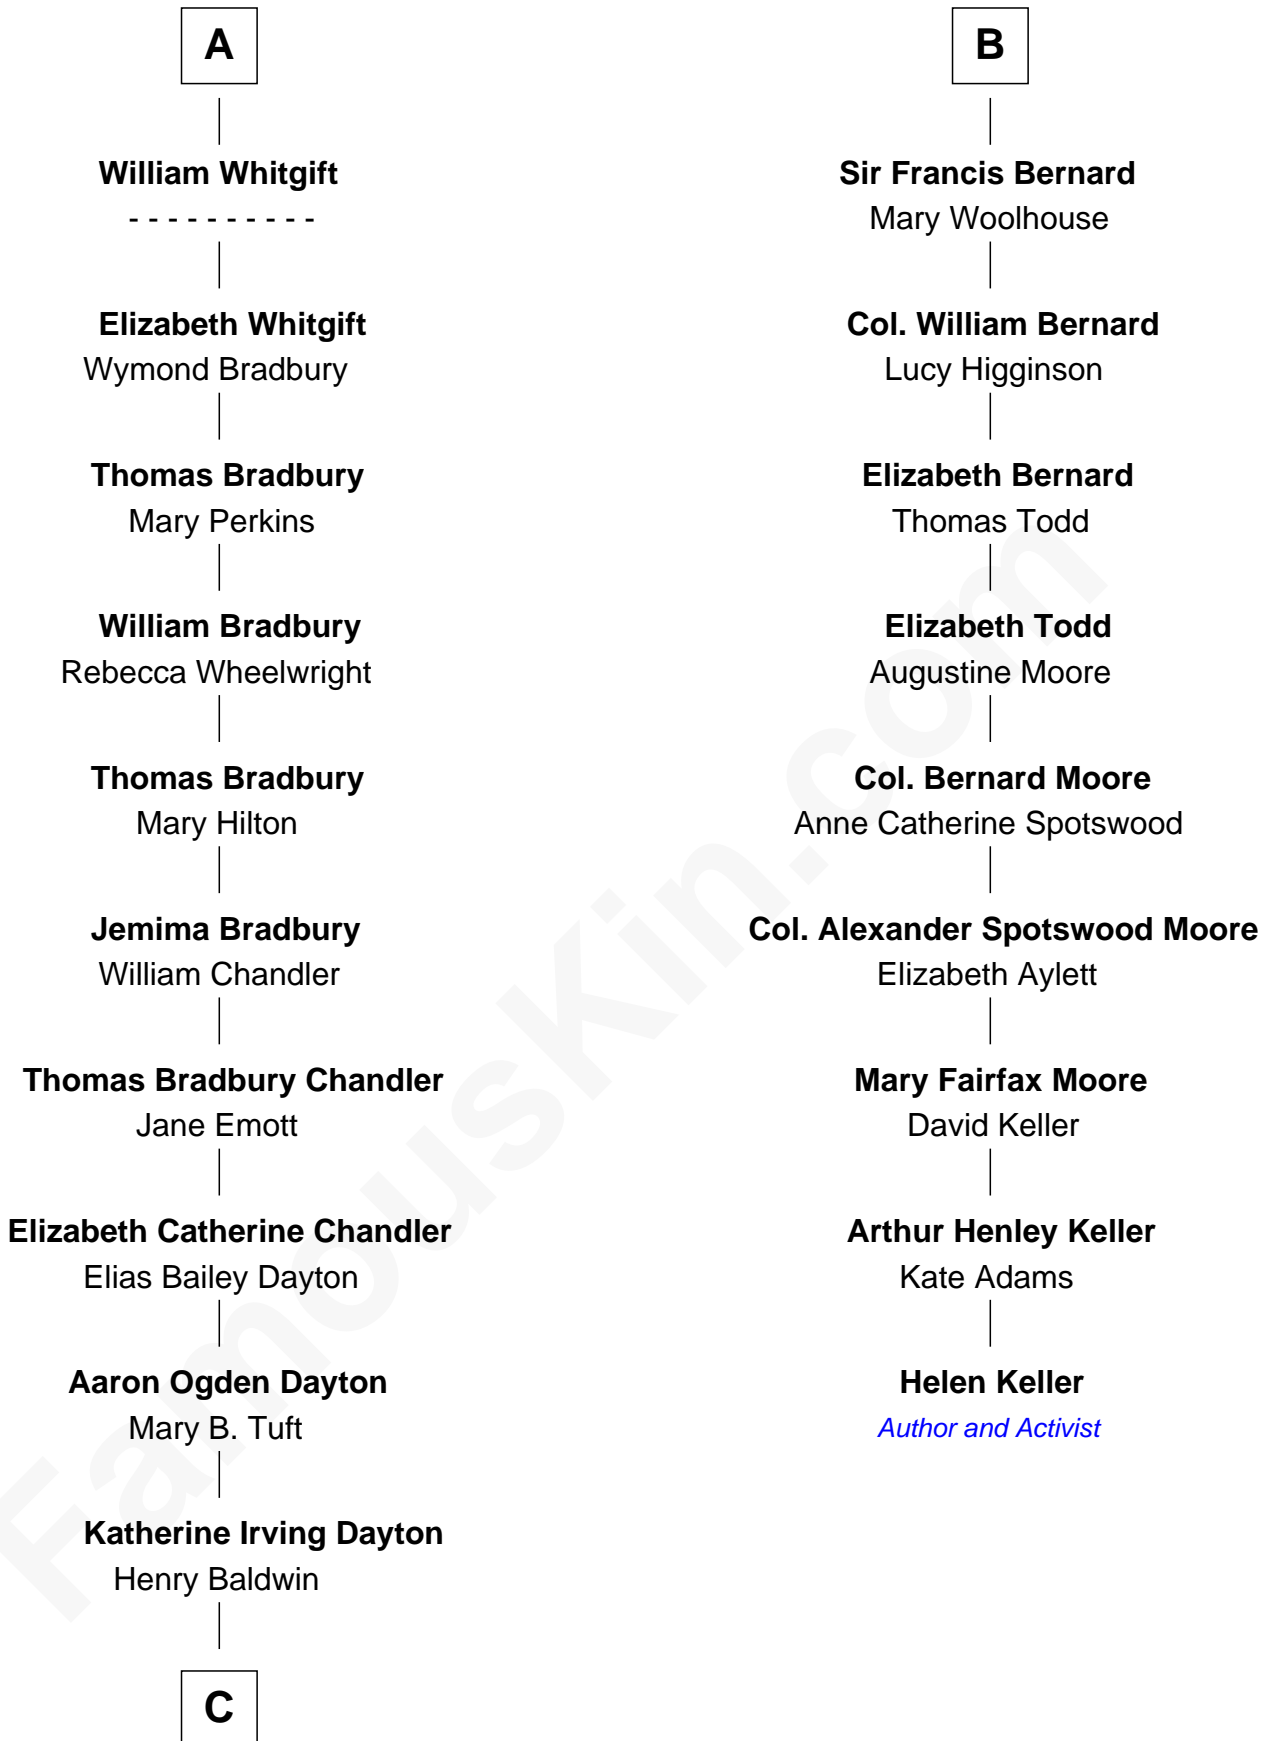 A
William Whitgift
- - - - - - - - - -
Elizabeth Whitgift
Wymond Bradbury
Thomas Bradbury
Mary Perkins
William Bradbury
Rebecca Wheelwright
Thomas Bradbury
Mary Hilton
Jemima Bradbury
William Chandler
Thomas Bradbury Chandler
Jane Emott
Elizabeth Catherine Chandler
Elias Bailey Dayton
Aaron Ogden Dayton
Mary B. Tuft
Katherine Irving Dayton
Henry Baldwin
C
B
Sir Francis Bernard
Mary Woolhouse
Col. William Bernard
Lucy Higginson
Elizabeth Bernard
Thomas Todd
Elizabeth Todd
Augustine Moore
Col. Bernard Moore
Anne Catherine Spotswood
Col. Alexander Spotswood Moore
Elizabeth Aylett
Mary Fairfax Moore
David Keller
Arthur Henley Keller
Kate Adams
Helen Keller
Author and Activist
FamousKin.com